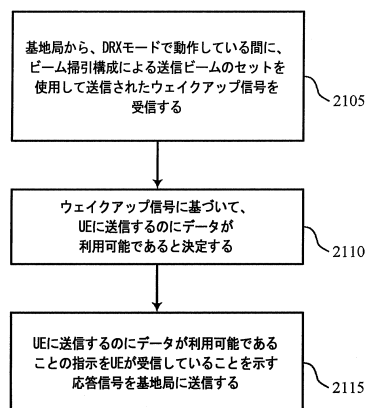 基地局から、DRXモードで動作している間に、
ビーム掃引構成による送信ビームのセットを
使用して送信されたウェイクアップ信号を
受信する
2105
ウェイクアップ信号に基づいて、
UEに送信するのにデータが
利用可能であると決定する
2110
UEに送信するのにデータが利用可能である
ことの指示をUEが受信していることを示す
応答信号を基地局に送信する
2115